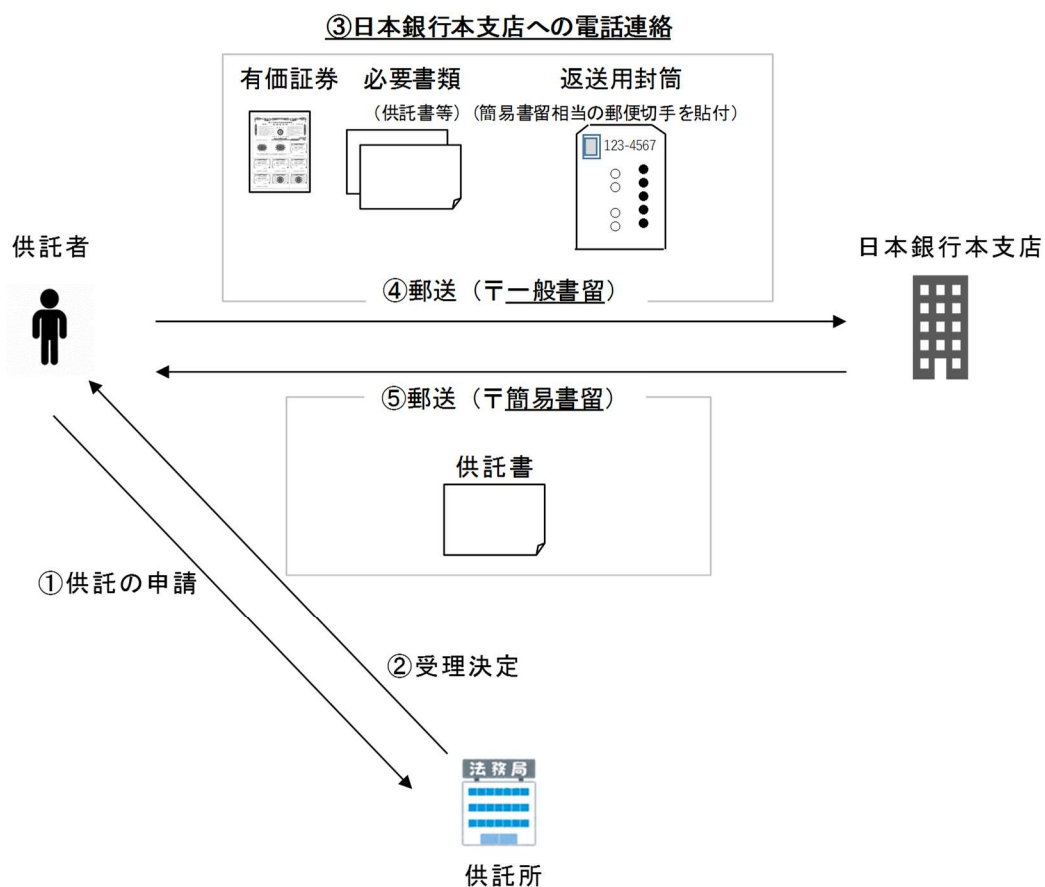 ③日本銀行本支店への電話連絡
有価証券 必要書類 返送用封筒
(供託書等) (簡易書留相当の郵便切手を貼付)
123-4567
供託者
日本銀行本支店
④郵送（〒一般書留）
⑤郵送（〒簡易書留）
供託書
①供託の申請
②受理決定
法務局
供託所